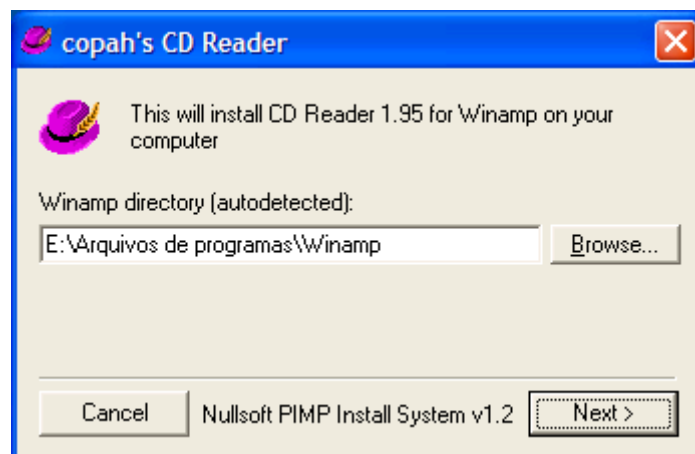 copah's CD Reader
This will install CD Reader 1.95 for Winamp on your
computer
Winamp directory (autodetected):
E:\Arquivos de programas\Winamp
Browse...
Cancel
Nullsoft PIMP Install System v1.2
Next >